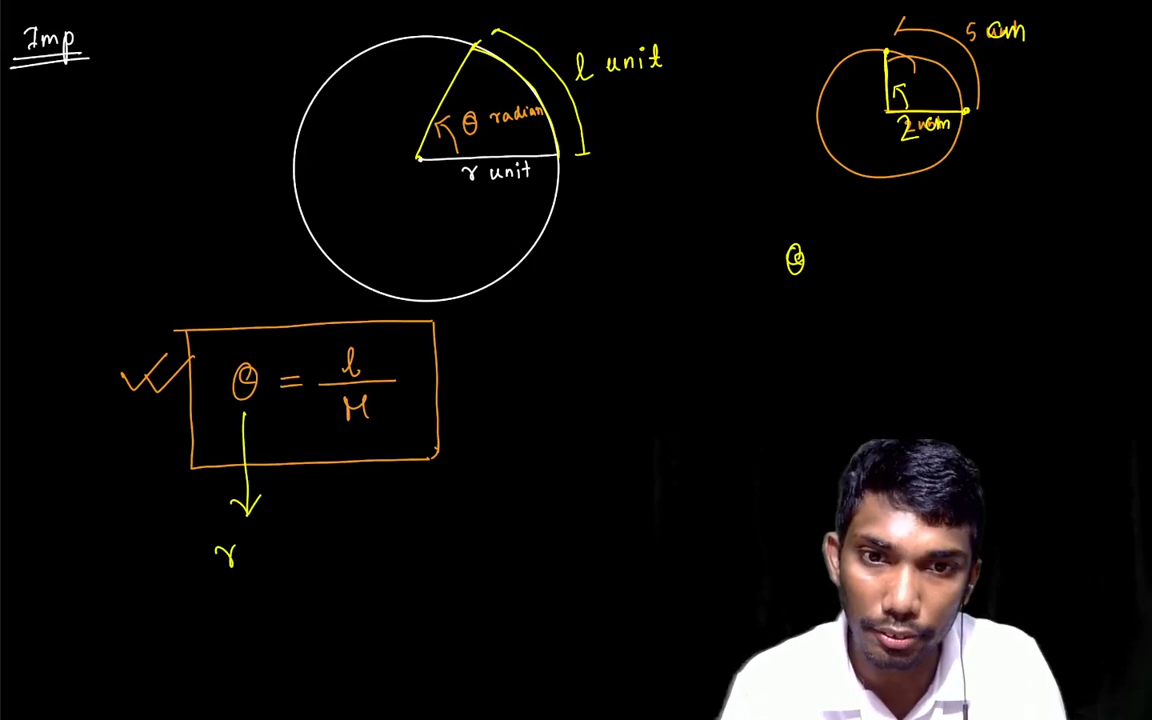 Imp
l unit
θ radian
r unit
5 cm
2 cm
θ
θ = l / r
r